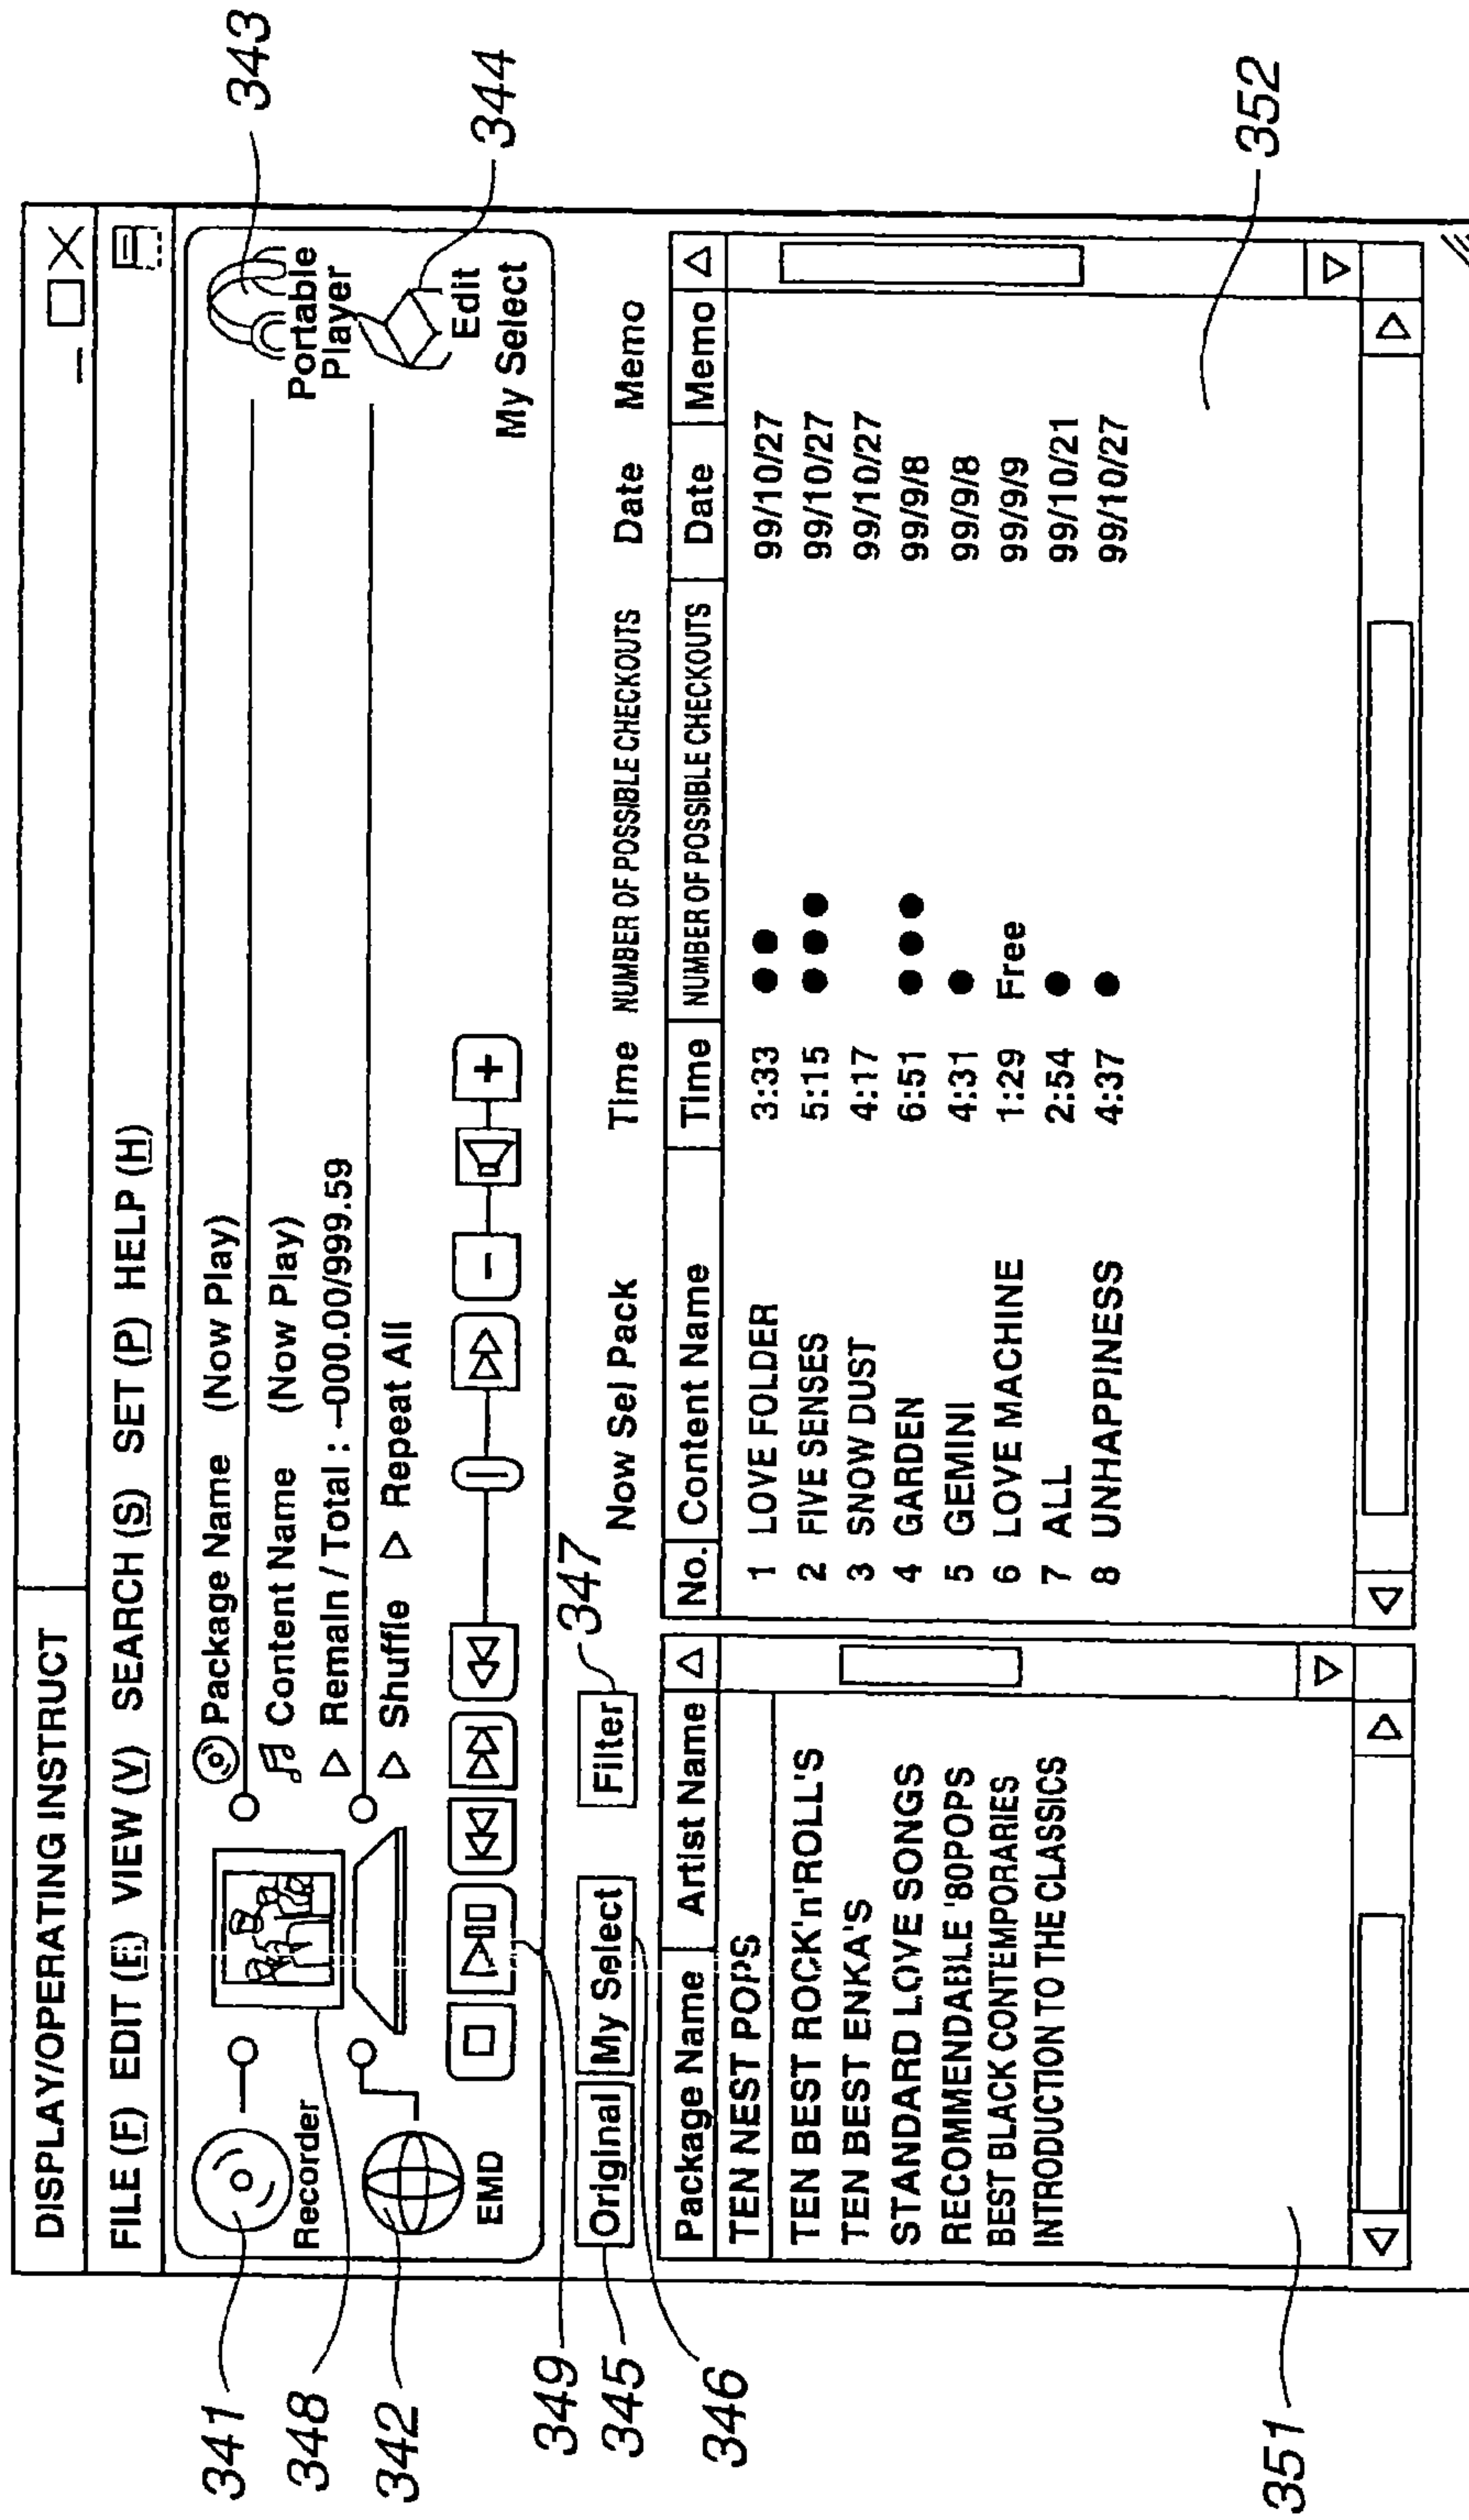 DISPLAY/OPERATING INSTRUCT
FILE (F) EDIT (E) VIEW (V) SEARCH (S) SET (P) HELP (H)
341
348
342
349
345
346
351
343
344
352
347
Recorder
EMD
Package Name (Now Play)
Content Name (Now Play)
Remain / Total : -000.00/999.59
Shuffle Repeat All
Portable
Player
Edit
My Select
- +
Original My Select Filter
Now Sel Pack Time NUMBER OF POSSIBLE CHECKOUTS Date Memo
Package Name Artist Name
TEN NEST POPS
TEN BEST ROCK'n'ROLL'S
TEN BEST ENKA'S
STANDARD LOVE SONGS
RECOMMENDABLE '80POPS
BEST BLACK CONTEMPORARIES
INTRODUCTION TO THE CLASSICS
No. Content Name Time NUMBER OF POSSIBLE CHECKOUTS Date Memo
1 LOVE FOLDER 3:33 ●● 99/10/27
2 FIVE SENSES 5:15 ●●● 99/10/27
3 SNOW DUST 4:17 99/10/27
4 GARDEN 6:51 ●●● 99/9/8
5 GEMINI 4:31 ● 99/9/8
6 LOVE MACHINE 1:29 Free 99/9/9
7 ALL 2:54 ● 99/10/21
8 UNHAPPINESS 4:37 ● 99/10/27